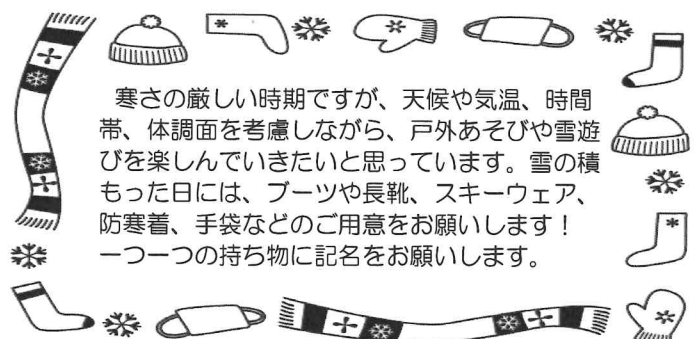 寒さの厳しい時期ですが、天候や気温、時間
帯、体調面を考慮しながら、戸外あそびや雪遊
びを楽しんでいきたいと思っています。雪の積
もった日には、ブーツや長靴、スキーウェア、
防寒着、手袋などのご用意をお願いします！
一つ一つの持ち物に記名をお願いします。